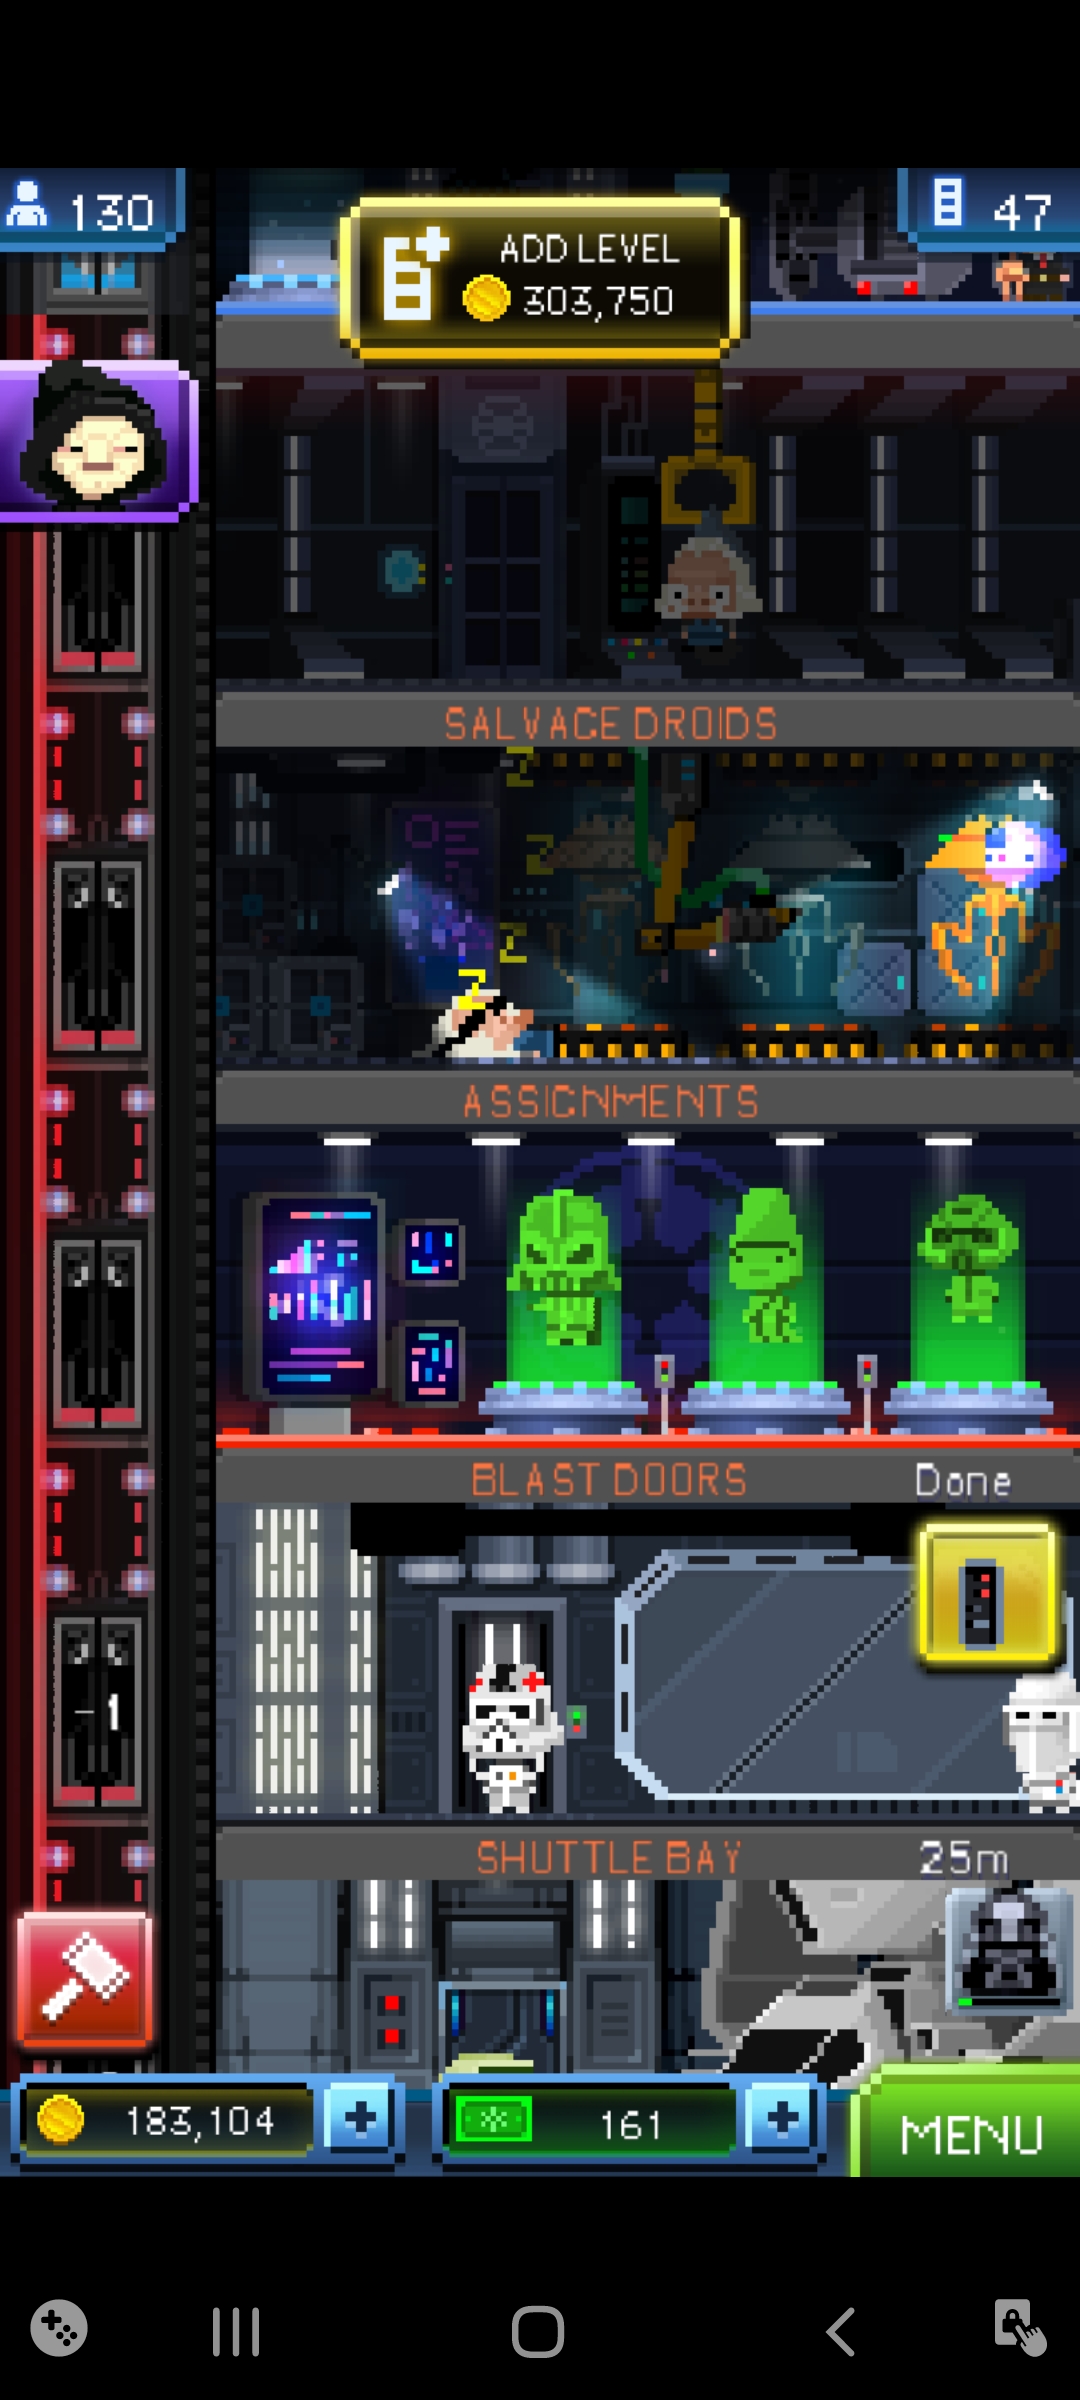 130
47
ADD LEVEL
303,750
SALVAGE DROIDS
Z
Z
Z
Z
ASSIGNMENTS
BLAST DOORS
Done
-1
SHUTTLE BAY
25m
183,104
+
161
+
MENU